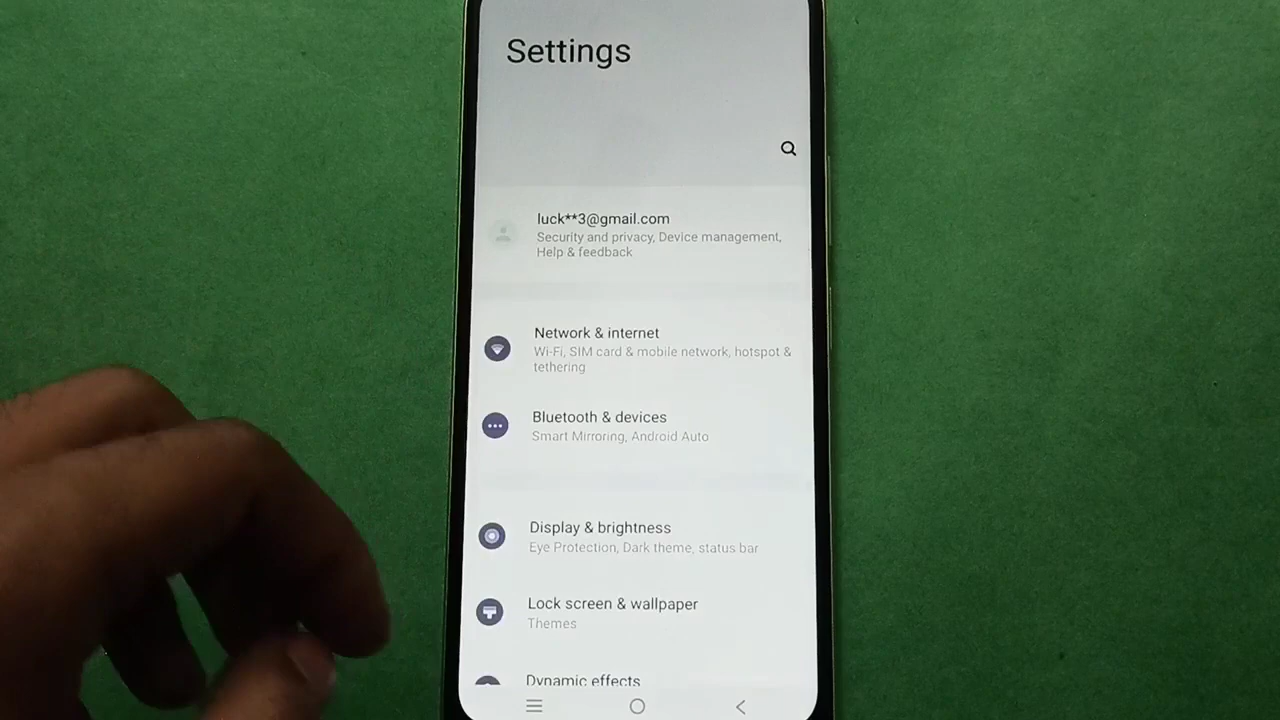 Settings
luck**3@gmail.com
Security and privacy, Device management,
Help & feedback
Network & internet
Wi-Fi, SIM card & mobile network, hotspot &
tethering
Bluetooth & devices
Smart Mirroring, Android Auto
Display & brightness
Eye Protection, Dark theme, status bar
Lock screen & wallpaper
Themes
Dynamic effects